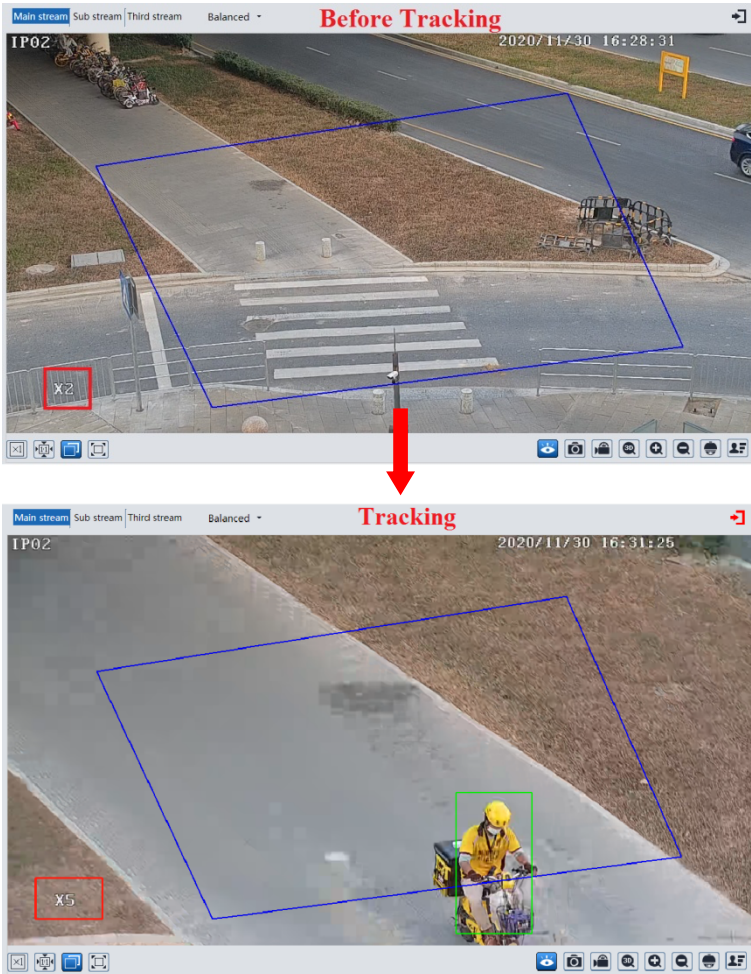 Main stream Sub stream Third stream Balanced Before Tracking
IP02 2020/11/30 16:28:31
X2
Main stream Sub stream Third stream Balanced Tracking
IP02 2020/11/30 16:31:25
X5